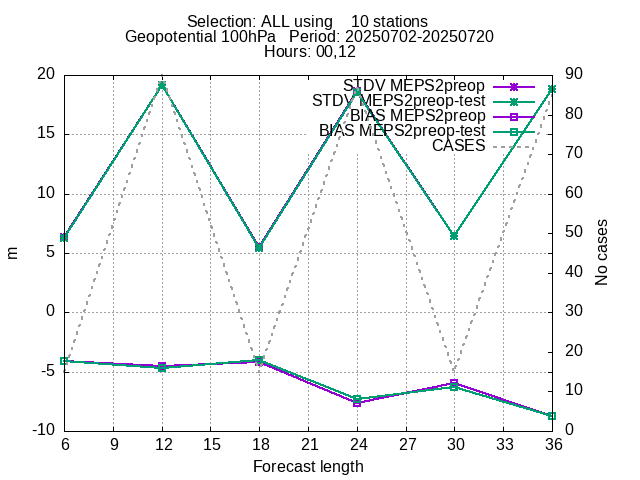 Selection: ALL using    10 stations
Geopotential 100hPa   Period: 20250702-20250720
Hours: 00,12
STDV MEPS2preop
STDV MEPS2preop-test
BIAS MEPS2preop
BIAS MEPS2preop-test
CASES
20
15
10
5
0
-5
-10
m
90
80
70
60
50
40
30
20
10
0
No cases
6 9 12 15 18 21 24 27 30 33 36
Forecast length